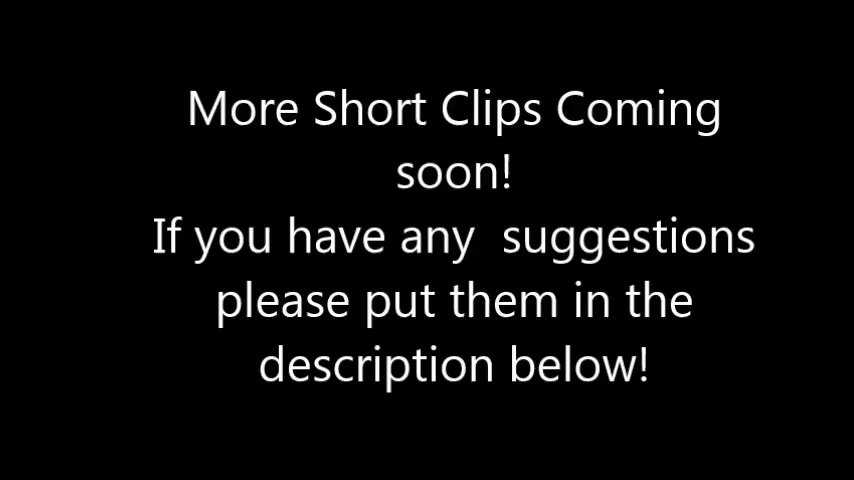 More Short Clips Coming
soon!
If you have any  suggestions
please put them in the
description below!